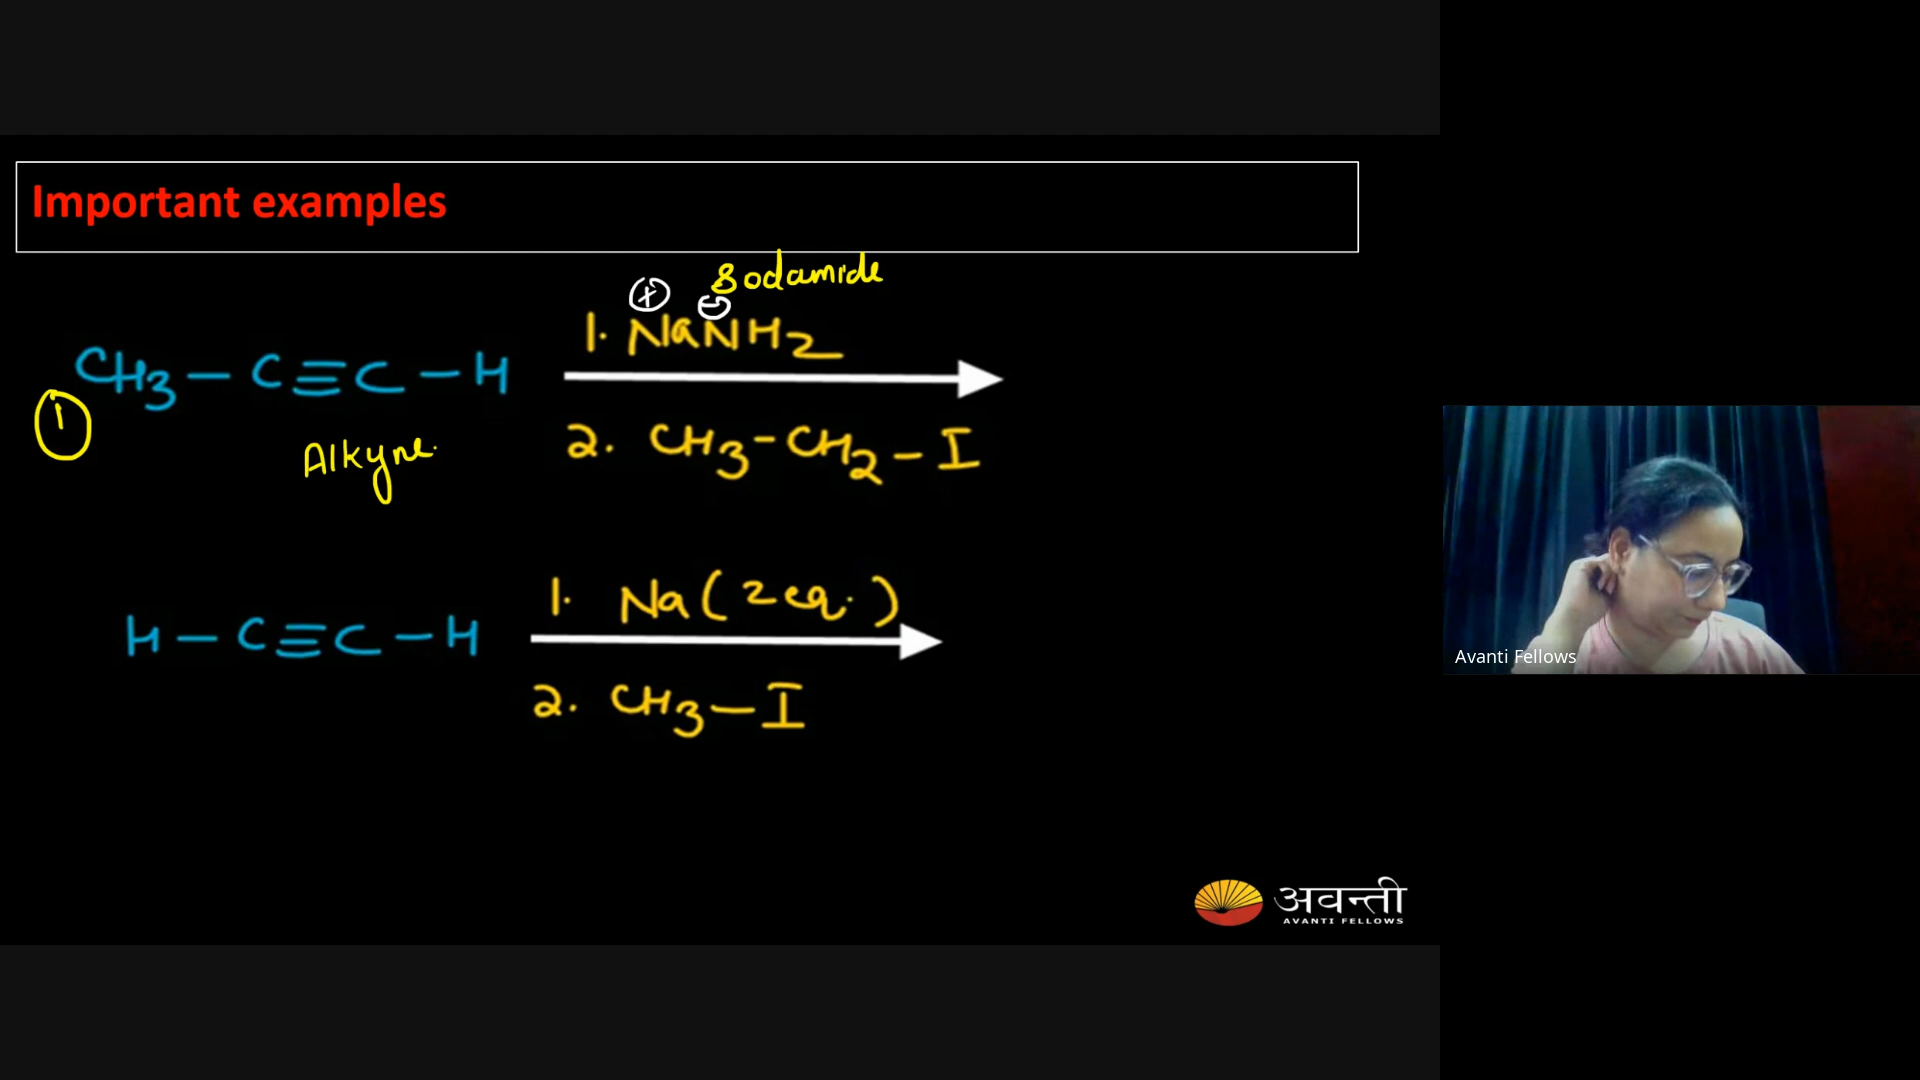 Important examples
Sodamide
⊕ ⊖
1. NaNH2
CH3 — C≡C — H
2. CH3-CH2-I
1
Alkyne.
1. Na (2eq.)
H — C≡C — H
2. CH3-I
Avanti Fellows
अवन्ती
AVANTI FELLOWS